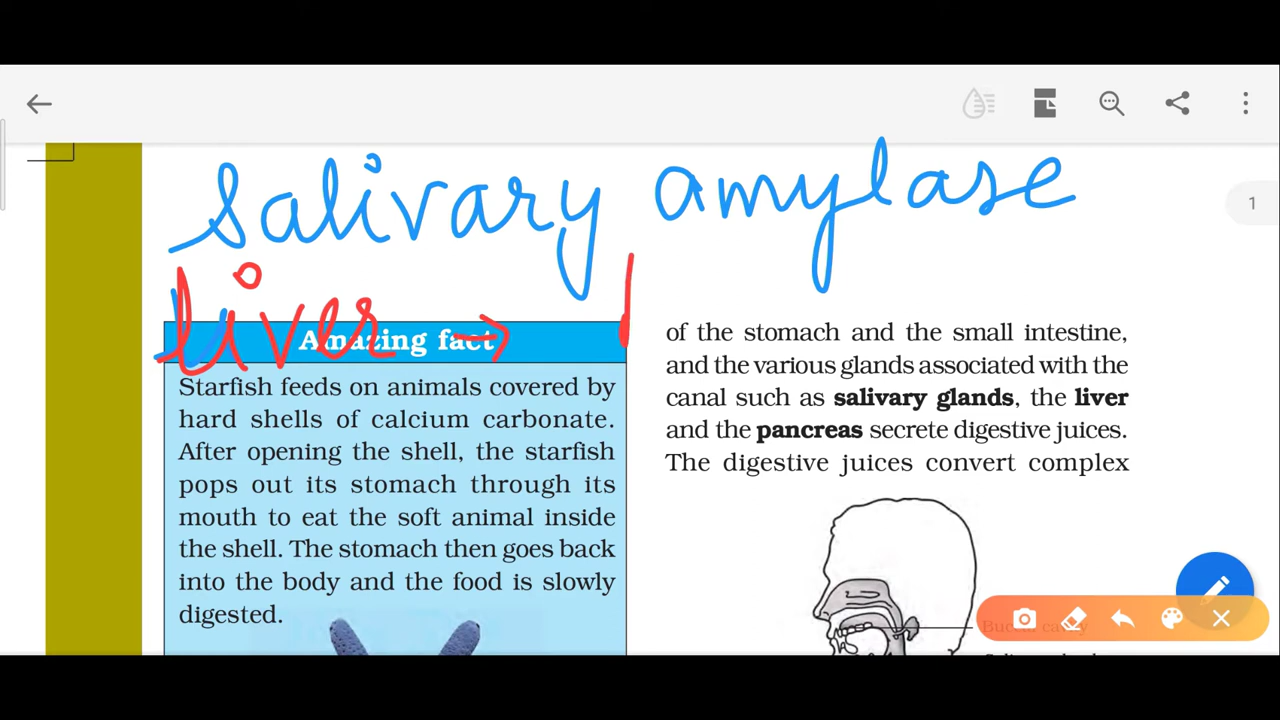 1
salivary amylase
liver →
Amazing fact
Starfish feeds on animals covered by
hard shells of calcium carbonate.
After opening the shell, the starfish
pops out its stomach through its
mouth to eat the soft animal inside
the shell. The stomach then goes back
into the body and the food is slowly
digested.
of the stomach and the small intestine,
and the various glands associated with the
canal such as salivary glands, the liver
and the pancreas secrete digestive juices.
The digestive juices convert complex
Buccal cavity